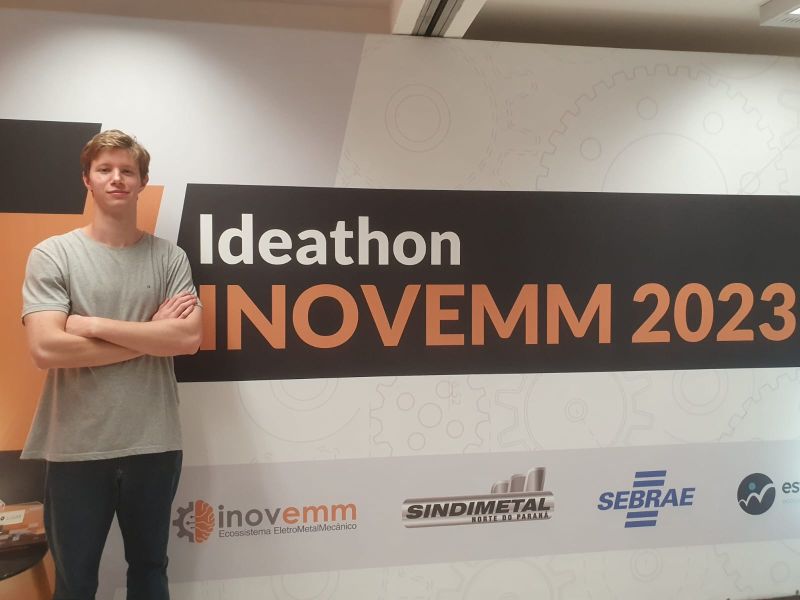 Ideathon
INOVEMM 2023
inovemm
Ecossistema EletroMetalMecânico
SINDIMETAL
NORTE DO PARANÁ
SEBRAE